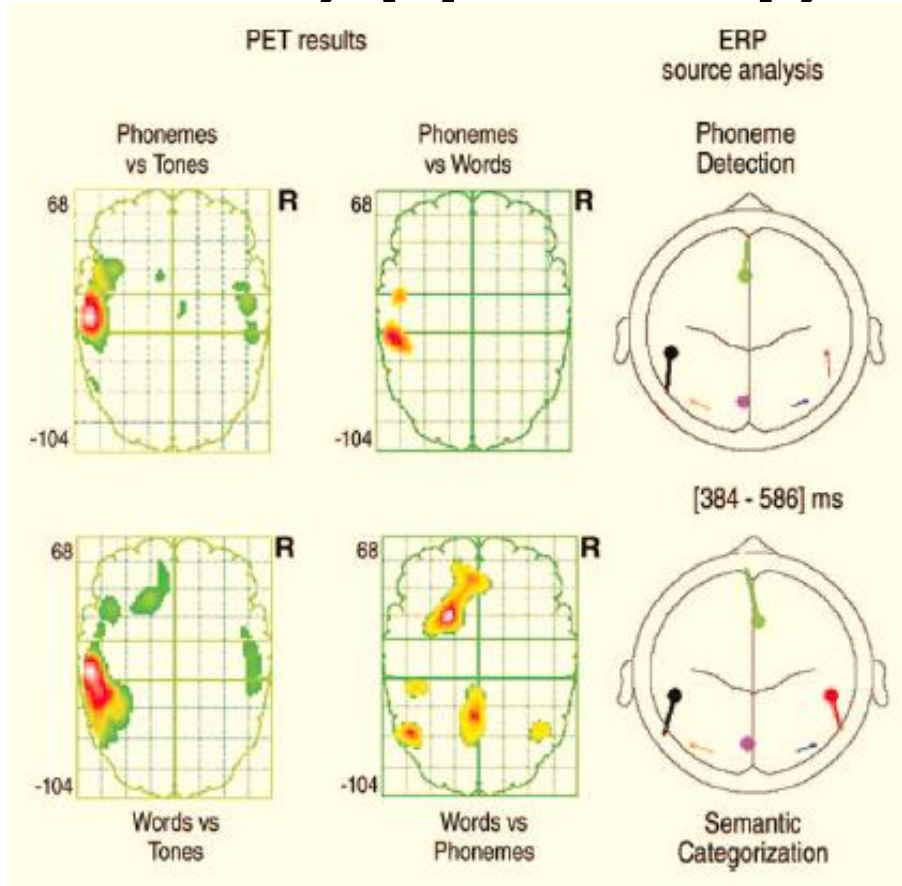 PET results
ERP
source analysis
Phonemes
vs Tones
Phonemes
vs Words
Phoneme
Detection
68
R
68
R
-104
-104
[384 - 586] ms
68
R
68
R
-104
-104
Words vs
Tones
Words vs
Phonemes
Semantic
Categorization